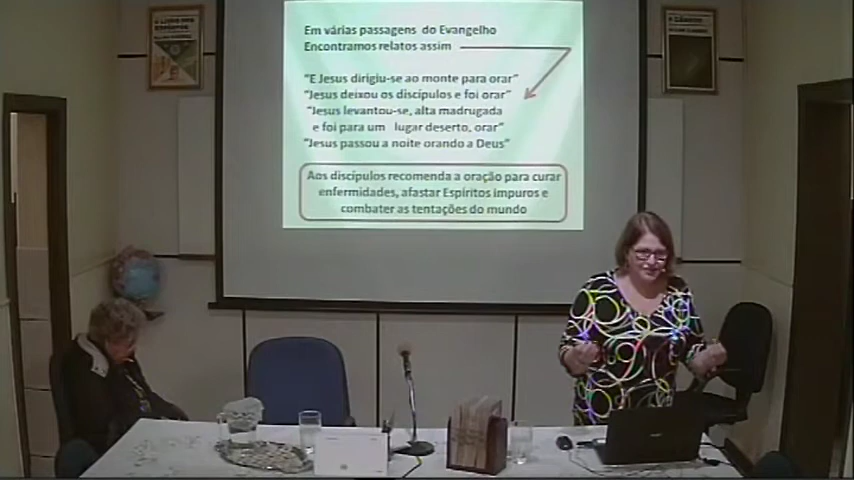 Em várias passagens do Evangelho
Encontramos relatos assim
"E Jesus dirigiu-se ao monte para orar"
"Jesus deixou os discípulos e foi orar"
"Jesus levantou-se, alta madrugada
e foi para um lugar deserto, orar"
"Jesus passou a noite orando a Deus"
Aos discípulos recomenda a oração para curar
enfermidades, afastar Espíritos impuros e
combater as tentações do mundo